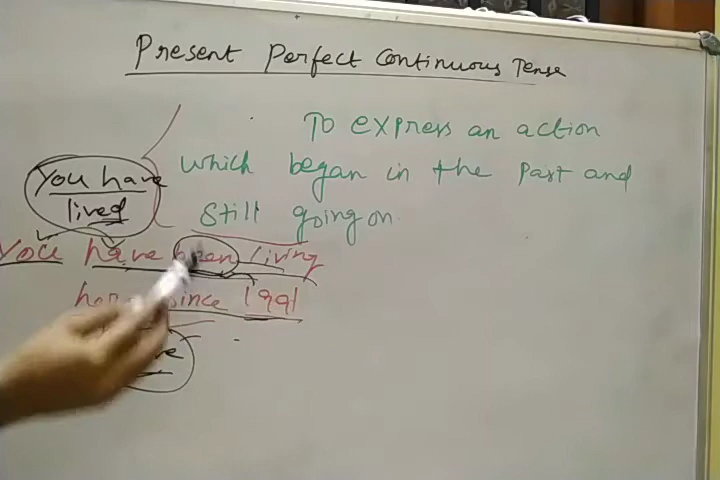 Present Perfect Continuous Tense
To express an action
which began in the Past and
still going on.
You have
lived
You have been living
since 1991